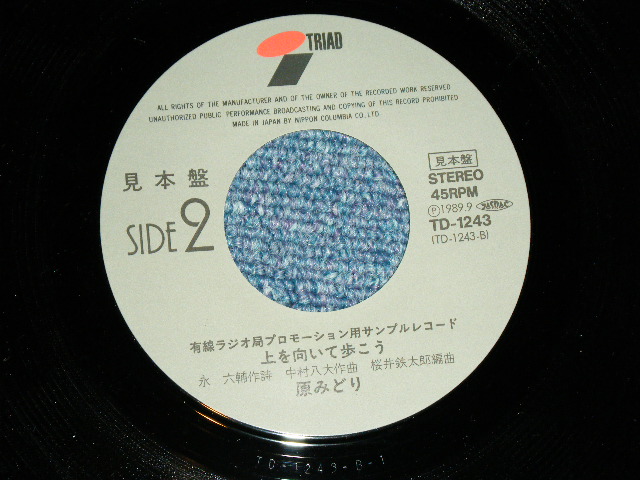 TRIAD
ALL RIGHTS OF THE MANUFACTURER AND OF THE OWNER OF THE RECORDED WORK RESERVED
UNAUTHORIZED PUBLIC PERFORMANCE BROADCASTING AND COPYING OF THIS RECORD PROHIBITED
MADE IN JAPAN BY NIPPON COLUMBIA CO., LTD.
見本盤
SIDE 2
見本盤
STEREO
45RPM
Ⓟ1989.9 JASRAC
TD-1243
(TD-1243-B)
有線ラジオ局プロモーション用サンプルレコード
上を向いて歩こう
永 六輔作詩 中村八大作曲 桜井鉄太郎編曲
原みどり
TD-1243-B-1